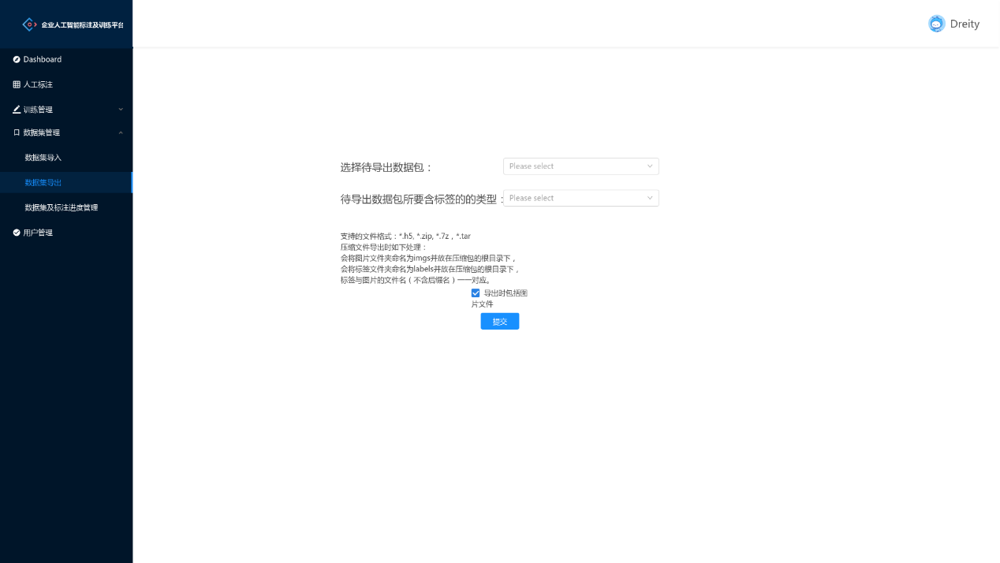 企业人工智能标注及训练平台
Dreity
Dashboard
人工标注
训练管理
数据集管理
数据集导入
数据集导出
数据集及标注进度管理
用户管理
选择待导出数据包：
Please select
待导出数据包所要含标签的的类型：
Please select
支持的文件格式：*.h5, *.zip, *.7z，*.tar
压缩文件导出时如下处理：
会将图片文件夹命名为imgs并放在压缩包的根目录下，
会将标签文件夹命名为labels并放在压缩包的根目录下，
标签与图片的文件名（不含后缀名）一一对应。
导出时包括图
片文件
提交